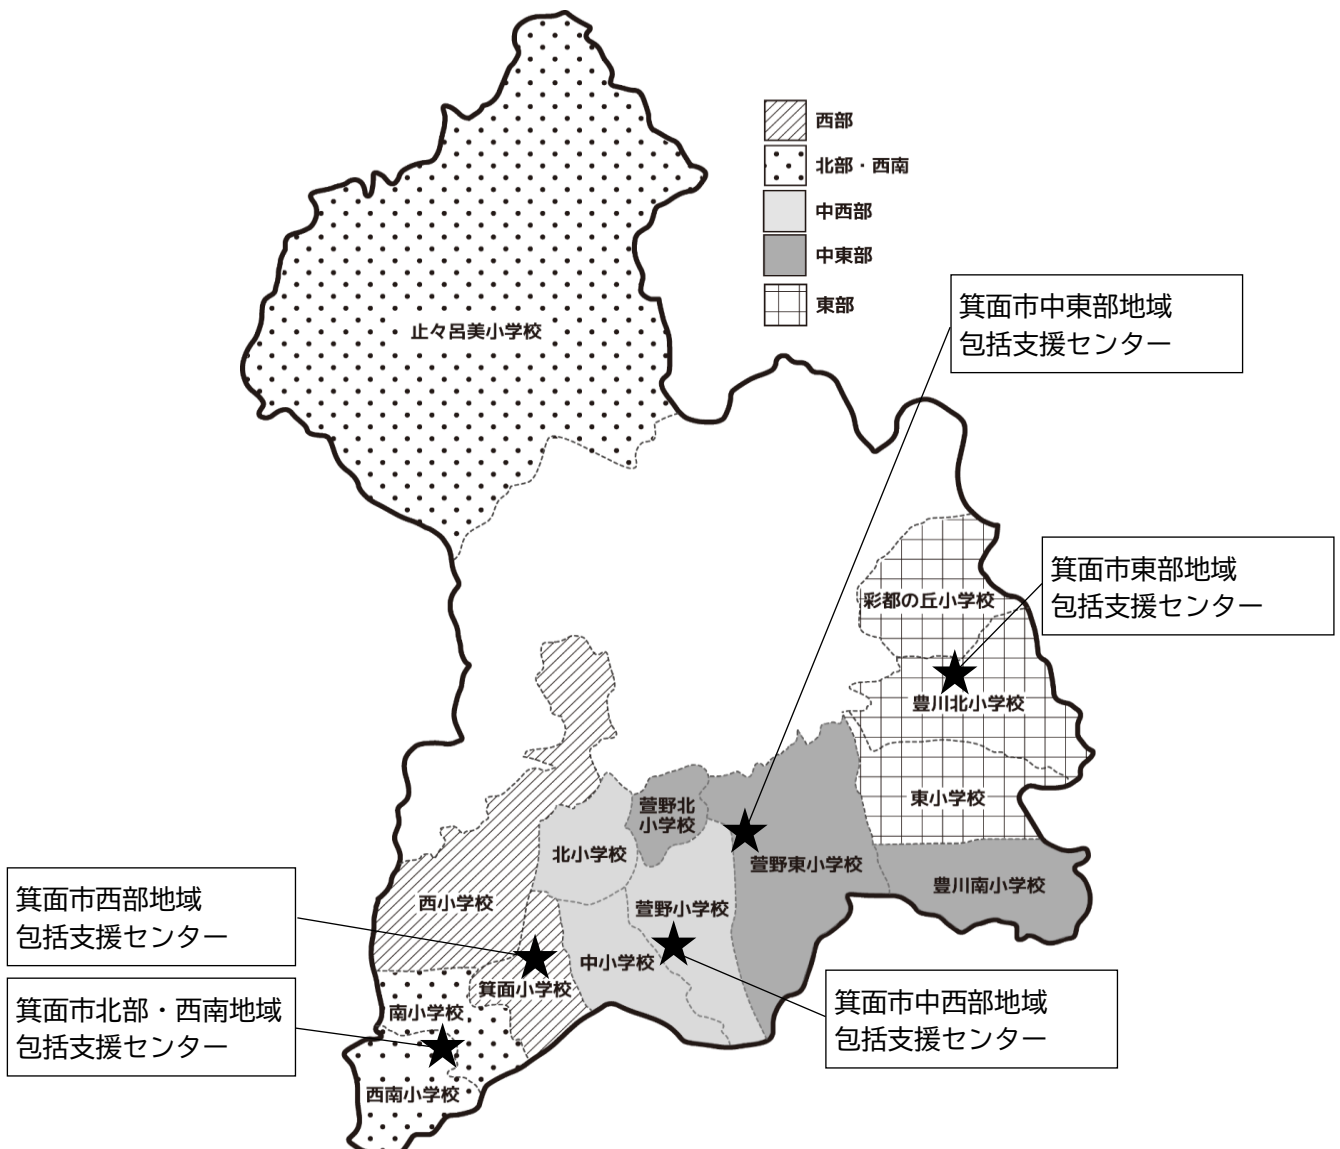 西部
北部・西南
中西部
中東部
東部
箕面市中東部地域
包括支援センター
止々呂美小学校
箕面市東部地域
包括支援センター
彩都の丘小学校
豊川北小学校
東小学校
萱野北
小学校
北小学校
萱野東小学校
豊川南小学校
西小学校
萱野小学校
箕面市西部地域
包括支援センター
中小学校
箕面小学校
南小学校
箕面市北部・西南地域
包括支援センター
箕面市中西部地域
包括支援センター
西南小学校